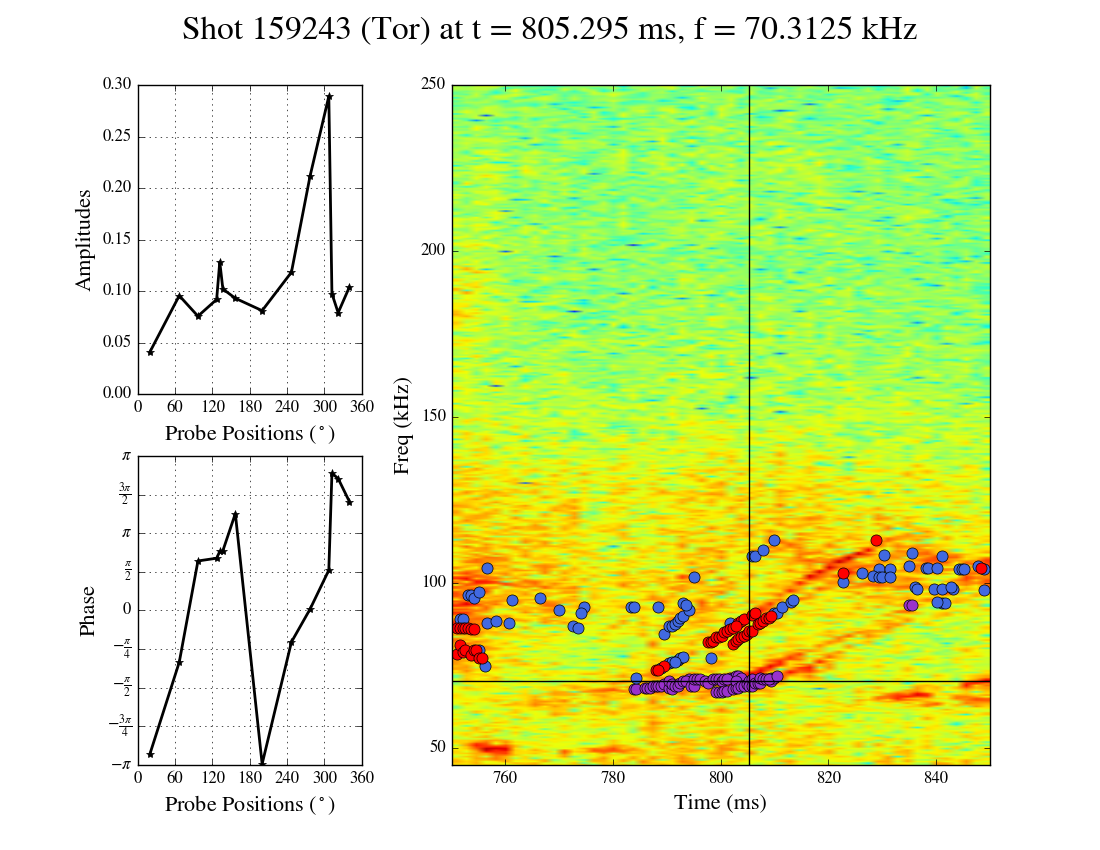 Shot 159243 (Tor) at t = 805.295 ms, f = 70.3125 kHz
0.30
0.25
0.20
0.15
0.10
0.05
0.00
Amplitudes
0 60 120 180 240 300 360
Probe Positions (°)
π
3π/2
π
π/2
0
−π/4
−π/2
−3π/4
−π
Phase
0 60 120 180 240 300 360
Probe Positions (°)
250
200
150
100
50
Freq (kHz)
760 780 800 820 840
Time (ms)